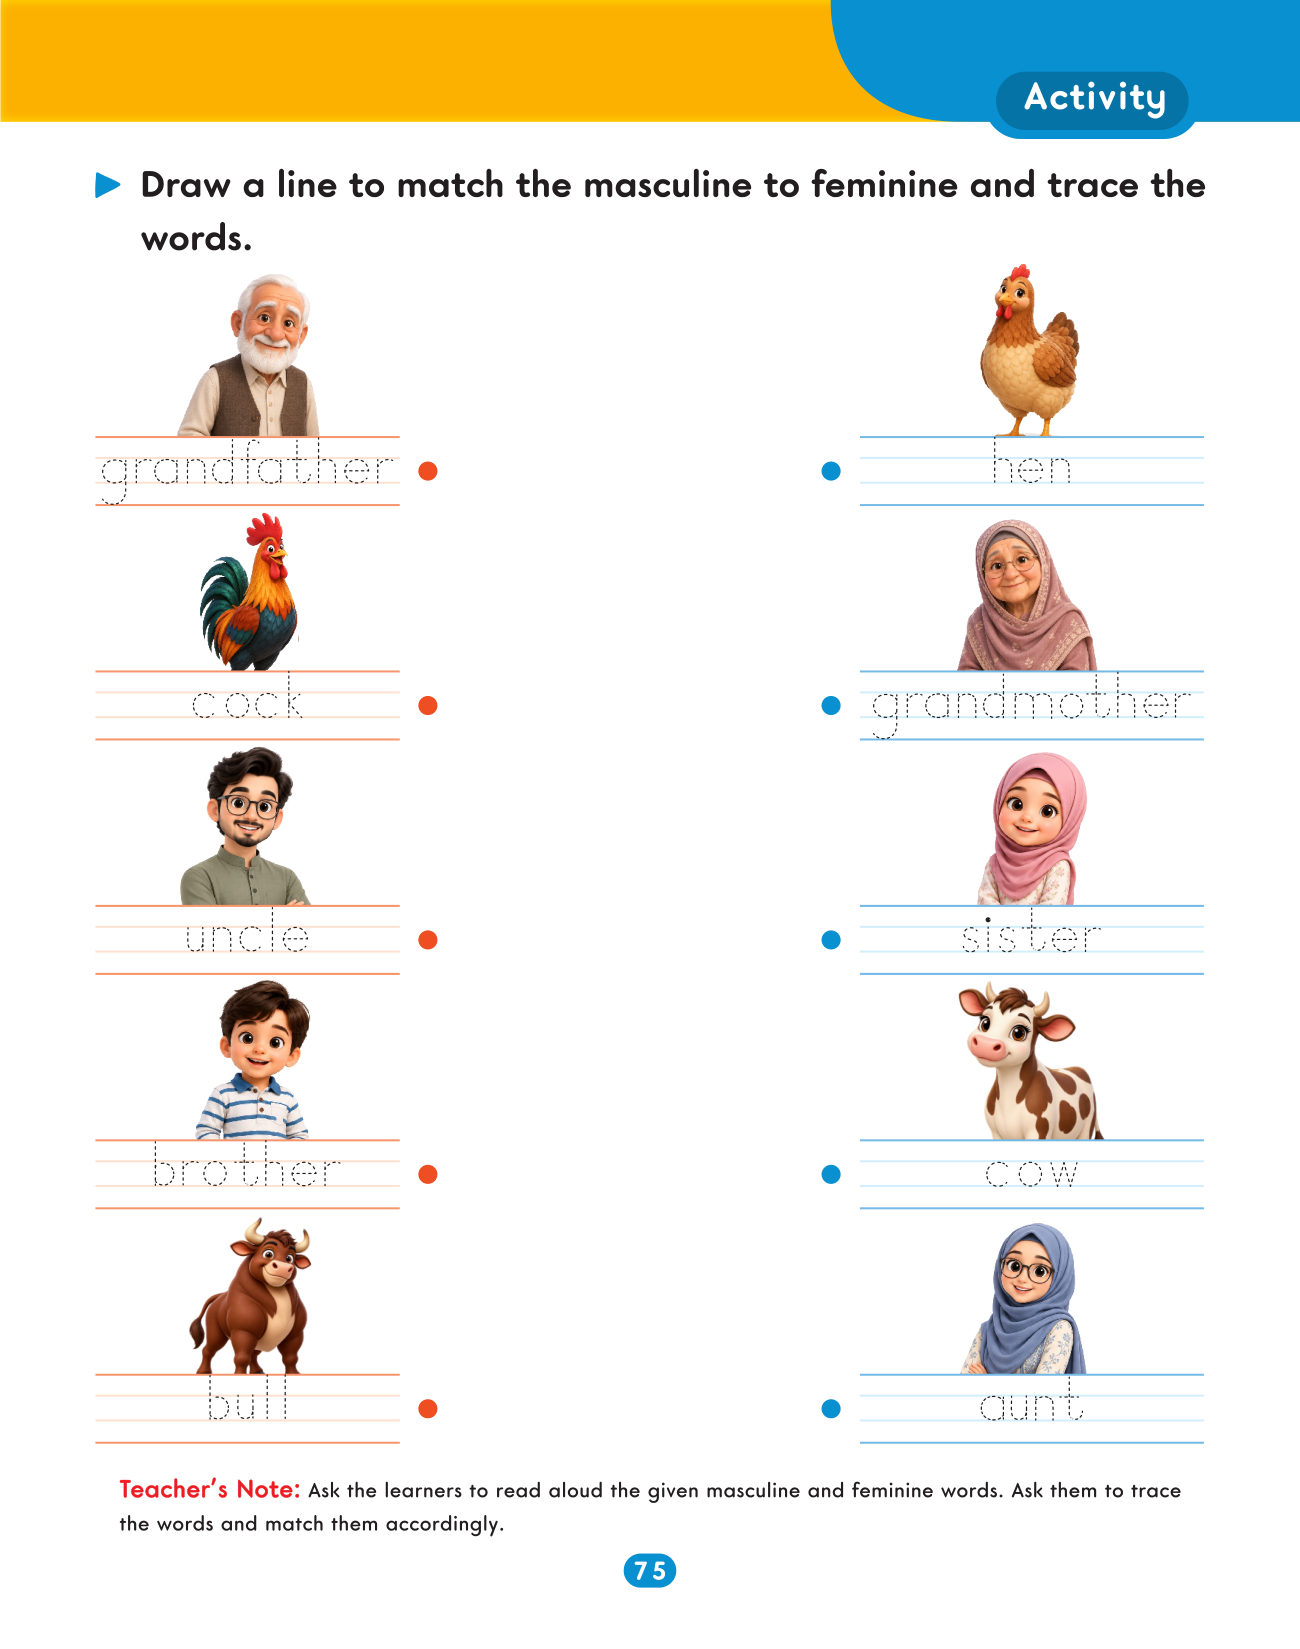 Activity
Draw a line to match the masculine to feminine and trace the
words.
grandfather
hen
cock
grandmother
uncle
sister
brother
cow
bull
aunt
Teacher's Note: Ask the learners to read aloud the given masculine and feminine words. Ask them to trace
the words and match them accordingly.
75